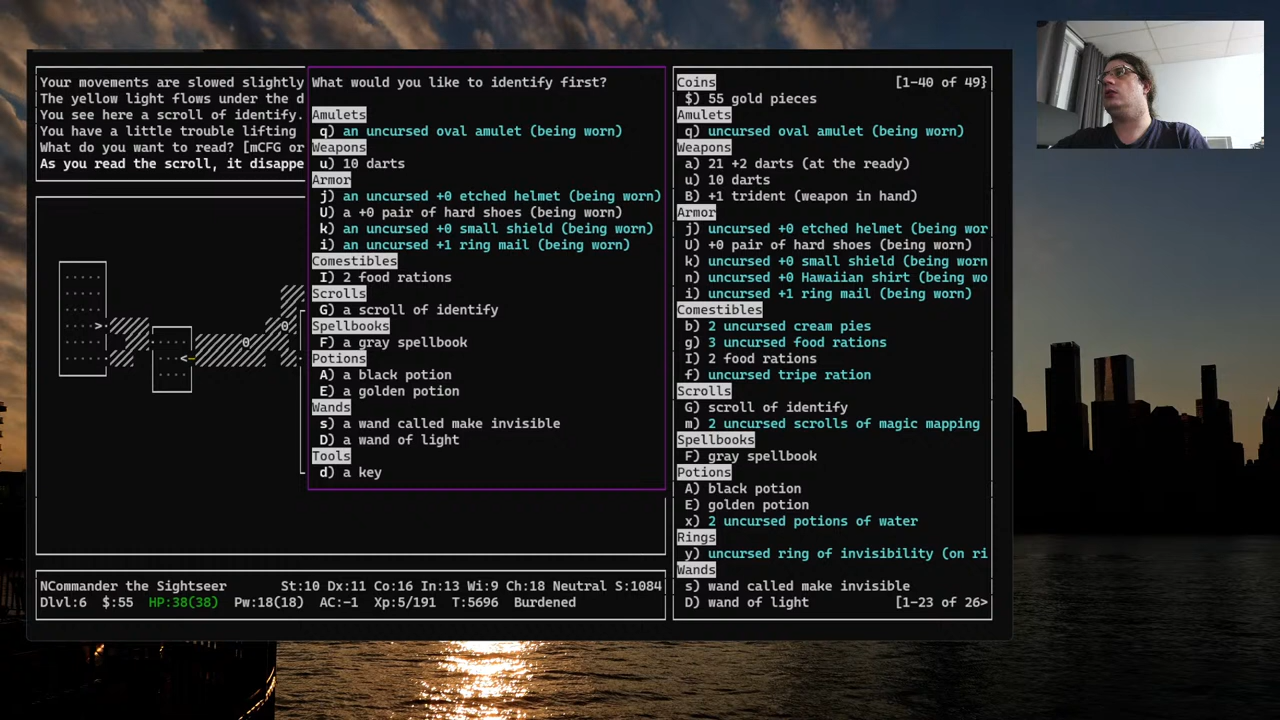 Your movements are slowed slightly
The yellow light flows under the d
You see here a scroll of identify.
You have a little trouble lifting
What do you want to read? [mCFG or
As you read the scroll, it disappe
What would you like to identify first?
Amulets
q) an uncursed oval amulet (being worn)
Weapons
u) 10 darts
Armor
j) an uncursed +0 etched helmet (being worn)
U) a +0 pair of hard shoes (being worn)
k) an uncursed +0 small shield (being worn)
i) an uncursed +1 ring mail (being worn)
Comestibles
I) 2 food rations
Scrolls
G) a scroll of identify
Spellbooks
F) a gray spellbook
Potions
A) a black potion
E) a golden potion
Wands
s) a wand called make invisible
D) a wand of light
Tools
d) a key
NCommander the Sightseer St:10 Dx:11 Co:16 In:13 Wi:9 Ch:18 Neutral S:1084
Dlvl:6 $:55 HP:38(38) Pw:18(18) AC:-1 Xp:5/191 T:5696 Burdened
Coins [1-40 of 49}
$) 55 gold pieces
Amulets
q) uncursed oval amulet (being worn)
Weapons
a) 21 +2 darts (at the ready)
u) 10 darts
B) +1 trident (weapon in hand)
Armor
j) uncursed +0 etched helmet (being wor
U) +0 pair of hard shoes (being worn)
k) uncursed +0 small shield (being worn
n) uncursed +0 Hawaiian shirt (being wo
i) uncursed +1 ring mail (being worn)
Comestibles
b) 2 uncursed cream pies
g) 3 uncursed food rations
I) 2 food rations
f) uncursed tripe ration
Scrolls
G) scroll of identify
m) 2 uncursed scrolls of magic mapping
Spellbooks
F) gray spellbook
Potions
A) black potion
E) golden potion
x) 2 uncursed potions of water
Rings
y) uncursed ring of invisibility (on ri
Wands
s) wand called make invisible
D) wand of light [1-23 of 26>